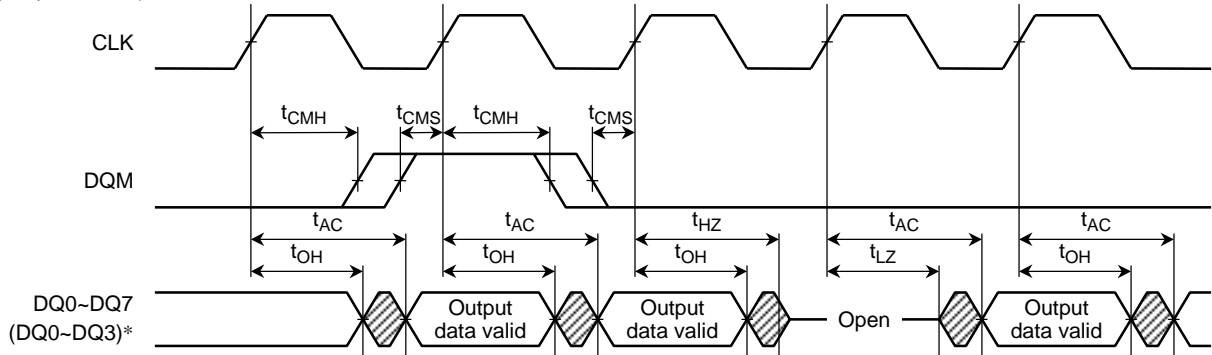 CLK
tCMH tCMS tCMH tCMS
DQM
tAC tAC tHZ tAC tAC
tOH tOH tOH tLZ tOH
DQ0~DQ7
(DQ0~DQ3)*
Output
data valid
Output
data valid
Open
Output
data valid